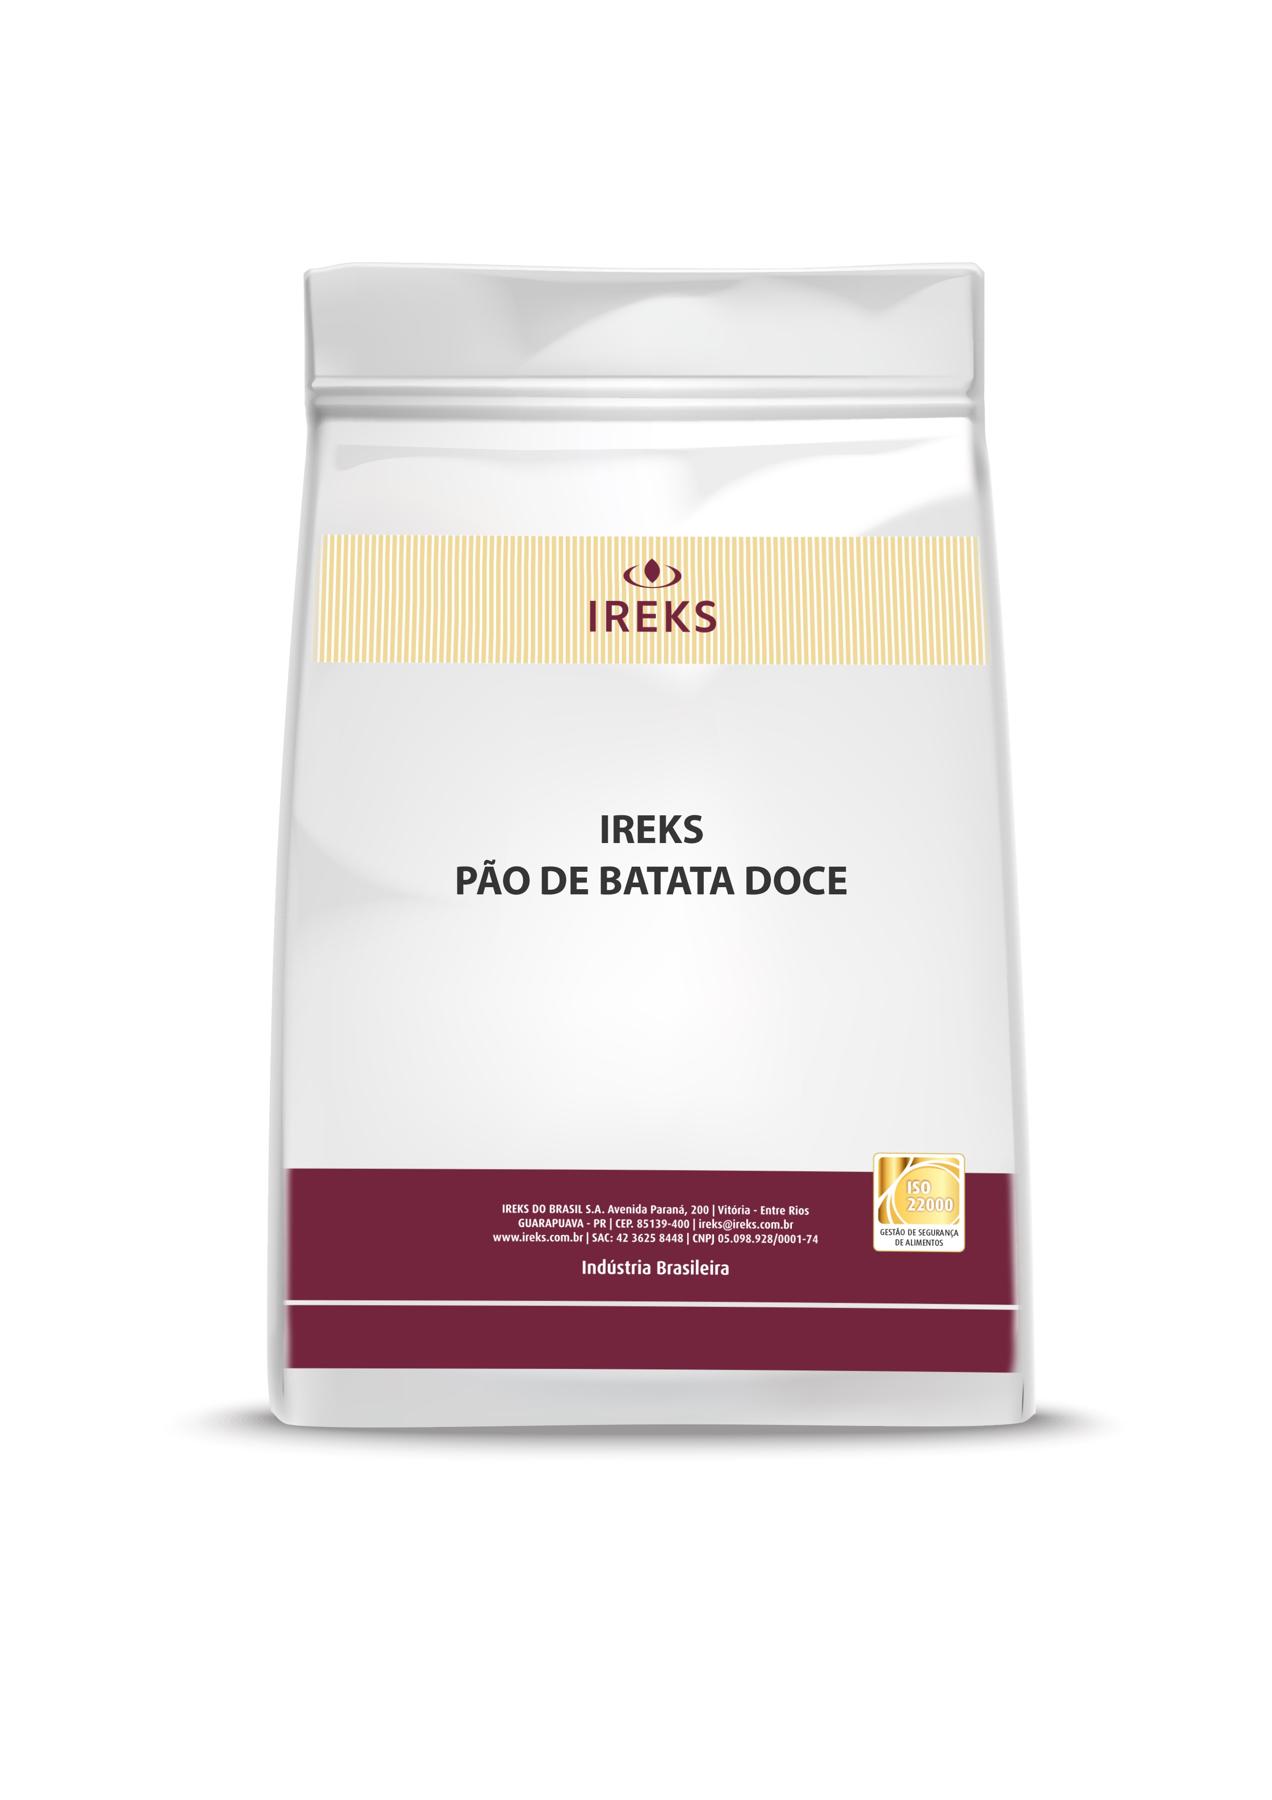 IREKS
IREKS
PÃO DE BATATA DOCE
IREKS DO BRASIL S.A. Avenida Paraná, 200 | Vitória - Entre Rios
GUARAPUAVA - PR | CEP. 85139-400 | ireks@ireks.com.br
www.ireks.com.br | SAC: 42 3625 8448 | CNPJ 05.098.928/0001-74
Indústria Brasileira
ISO
22000
GESTÃO DE SEGURANÇA
DE ALIMENTOS